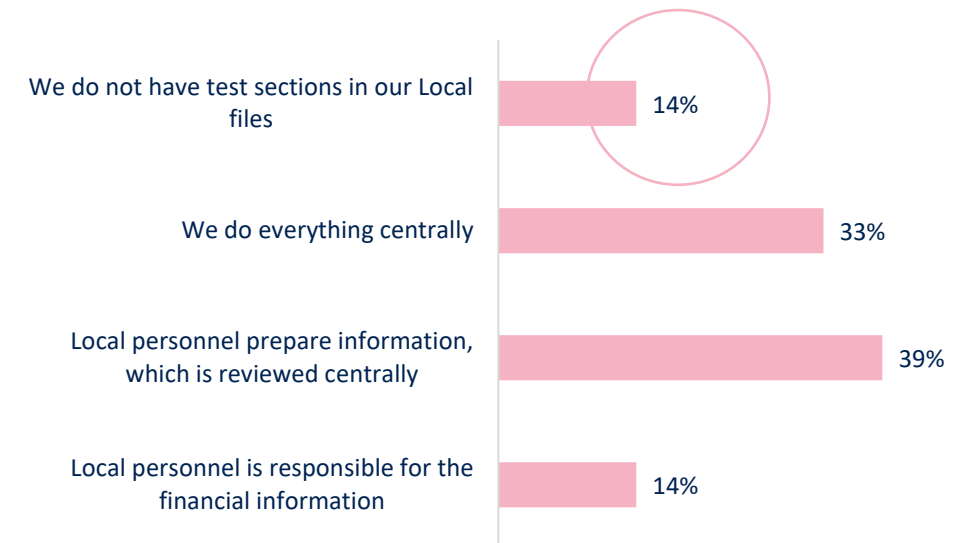 We do not have test sections in our Local
files
14%
We do everything centrally
33%
Local personnel prepare information,
which is reviewed centrally
39%
Local personnel is responsible for the
financial information
14%